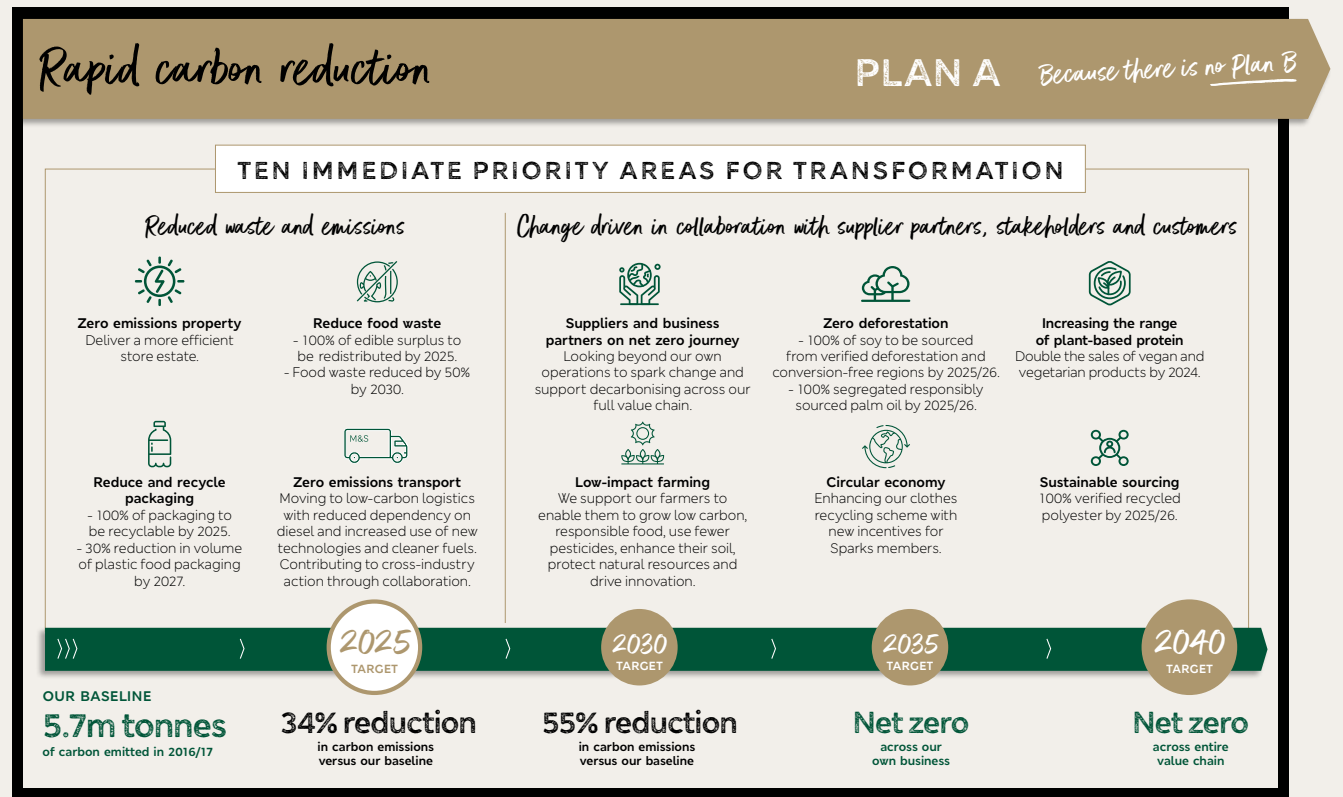 Rapid carbon reduction
PLAN A
Because there is no Plan B
TEN IMMEDIATE PRIORITY AREAS FOR TRANSFORMATION
Reduced waste and emissions
Zero emissions property
Deliver a more efficient
store estate.
Reduce food waste
- 100% of edible surplus to
be redistributed by 2025.
- Food waste reduced by 50%
by 2030.
Reduce and recycle
packaging
- 100% of packaging to
be recyclable by 2025.
- 30% reduction in volume
of plastic food packaging
by 2027.
M&S
Zero emissions transport
Moving to low-carbon logistics
with reduced dependency on
diesel and increased use of new
technologies and cleaner fuels.
Contributing to cross-industry
action through collaboration.
Change driven in collaboration with supplier partners, stakeholders and customers
Suppliers and business
partners on net zero journey
Looking beyond our own
operations to spark change and
support decarbonising across our
full value chain.
Zero deforestation
- 100% of soy to be sourced
from verified deforestation and
conversion-free regions by 2025/26.
- 100% segregated responsibly
sourced palm oil by 2025/26.
Increasing the range
of plant-based protein
Double the sales of vegan and
vegetarian products by 2024.
Low-impact farming
We support our farmers to
enable them to grow low carbon,
responsible food, use fewer
pesticides, enhance their soil,
protect natural resources and
drive innovation.
Circular economy
Enhancing our clothes
recycling scheme with
new incentives for
Sparks members.
Sustainable sourcing
100% verified recycled
polyester by 2025/26.
2025
TARGET
2030
TARGET
2035
TARGET
2040
TARGET
OUR BASELINE
5.7m tonnes
of carbon emitted in 2016/17
34% reduction
in carbon emissions
versus our baseline
55% reduction
in carbon emissions
versus our baseline
Net zero
across our
own business
Net zero
across entire
value chain